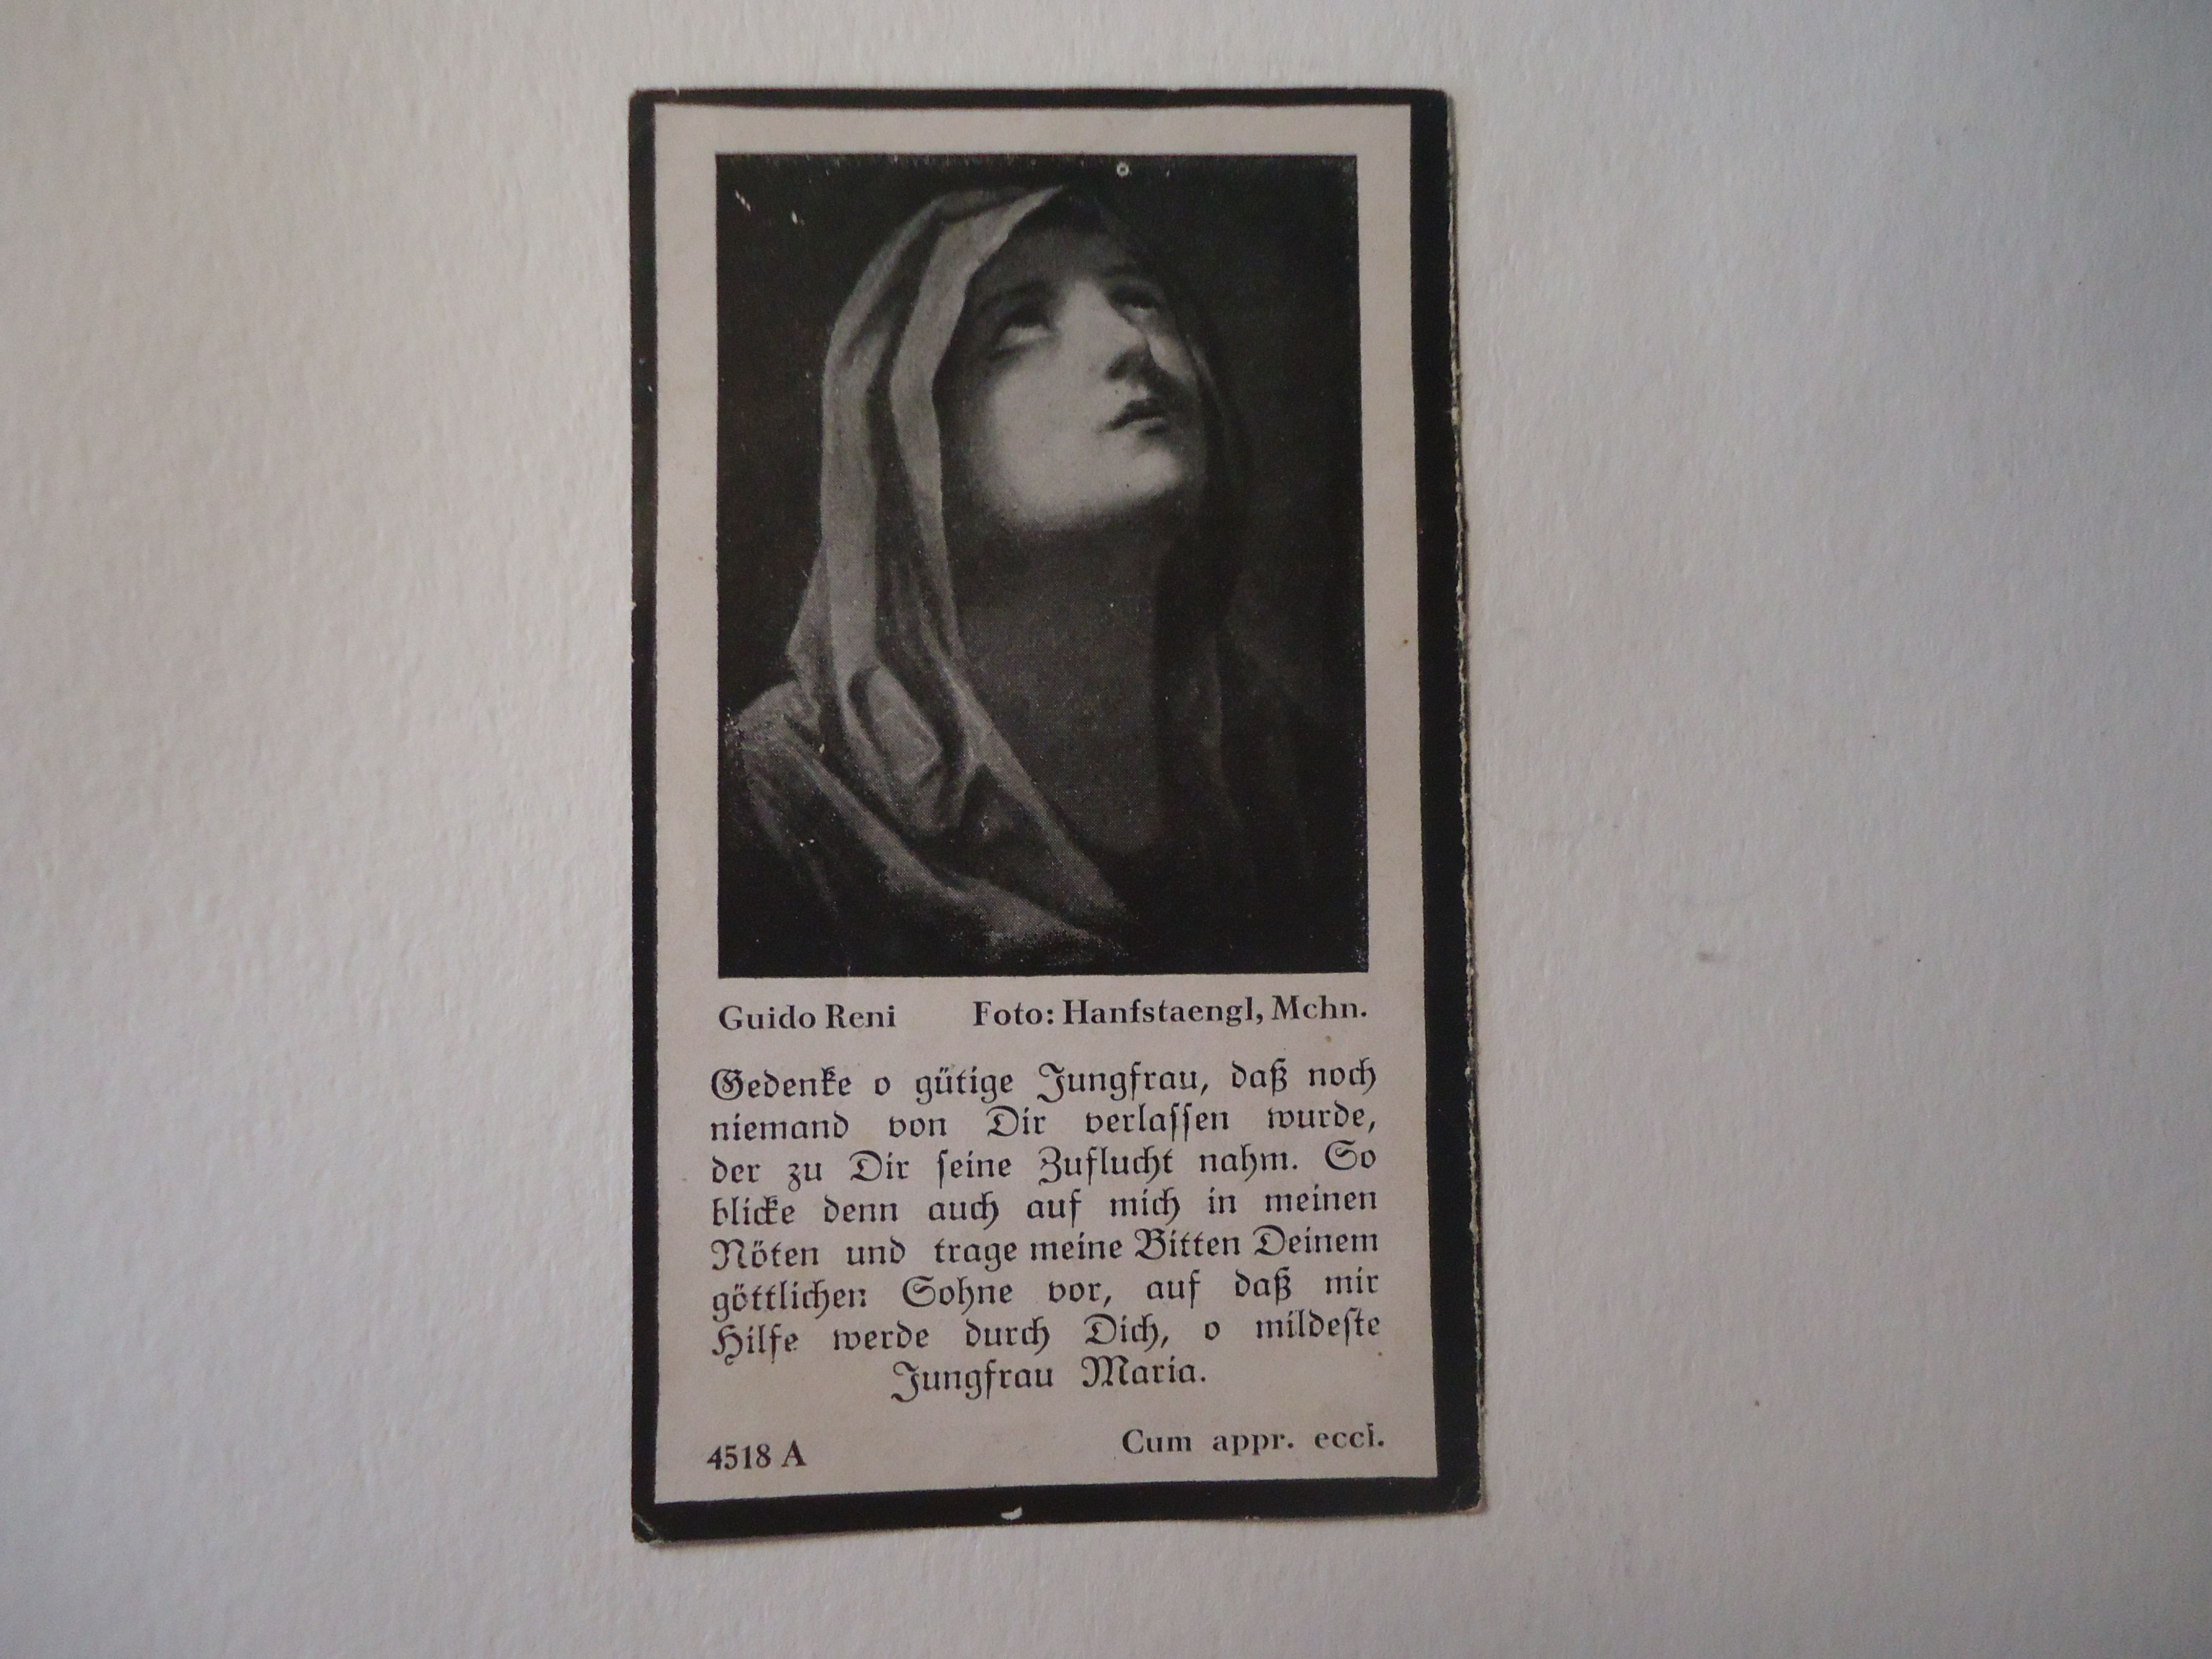 Guido Reni Foto: Hanfstaengl, Mchn.
Gedenke o gütige Jungfrau, daß noch
niemand von Dir verlassen wurde,
der zu Dir seine Zuflucht nahm. So
blicke denn auch auf mich in meinen
Nöten und trage meine Bitten Deinem
göttlichen Sohne vor, auf daß mir
Hilfe werde durch Dich, o mildeste
Jungfrau Maria.
4518 A Cum appr. eccl.